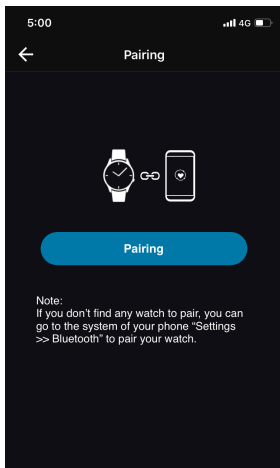 5:00 4G
Pairing
Pairing
Note:
If you don't find any watch to pair, you can
go to the system of your phone “Settings
>> Bluetooth” to pair your watch.